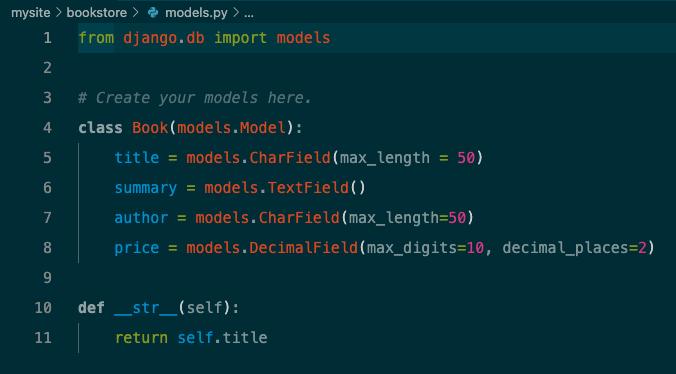 mysite > bookstore > models.py > ...
1 from django.db import models
2
3 # Create your models here.
4 class Book(models.Model):
5     title = models.CharField(max_length = 50)
6     summary = models.TextField()
7     author = models.CharField(max_length=50)
8     price = models.DecimalField(max_digits=10, decimal_places=2)
9
10 def __str__(self):
11     return self.title